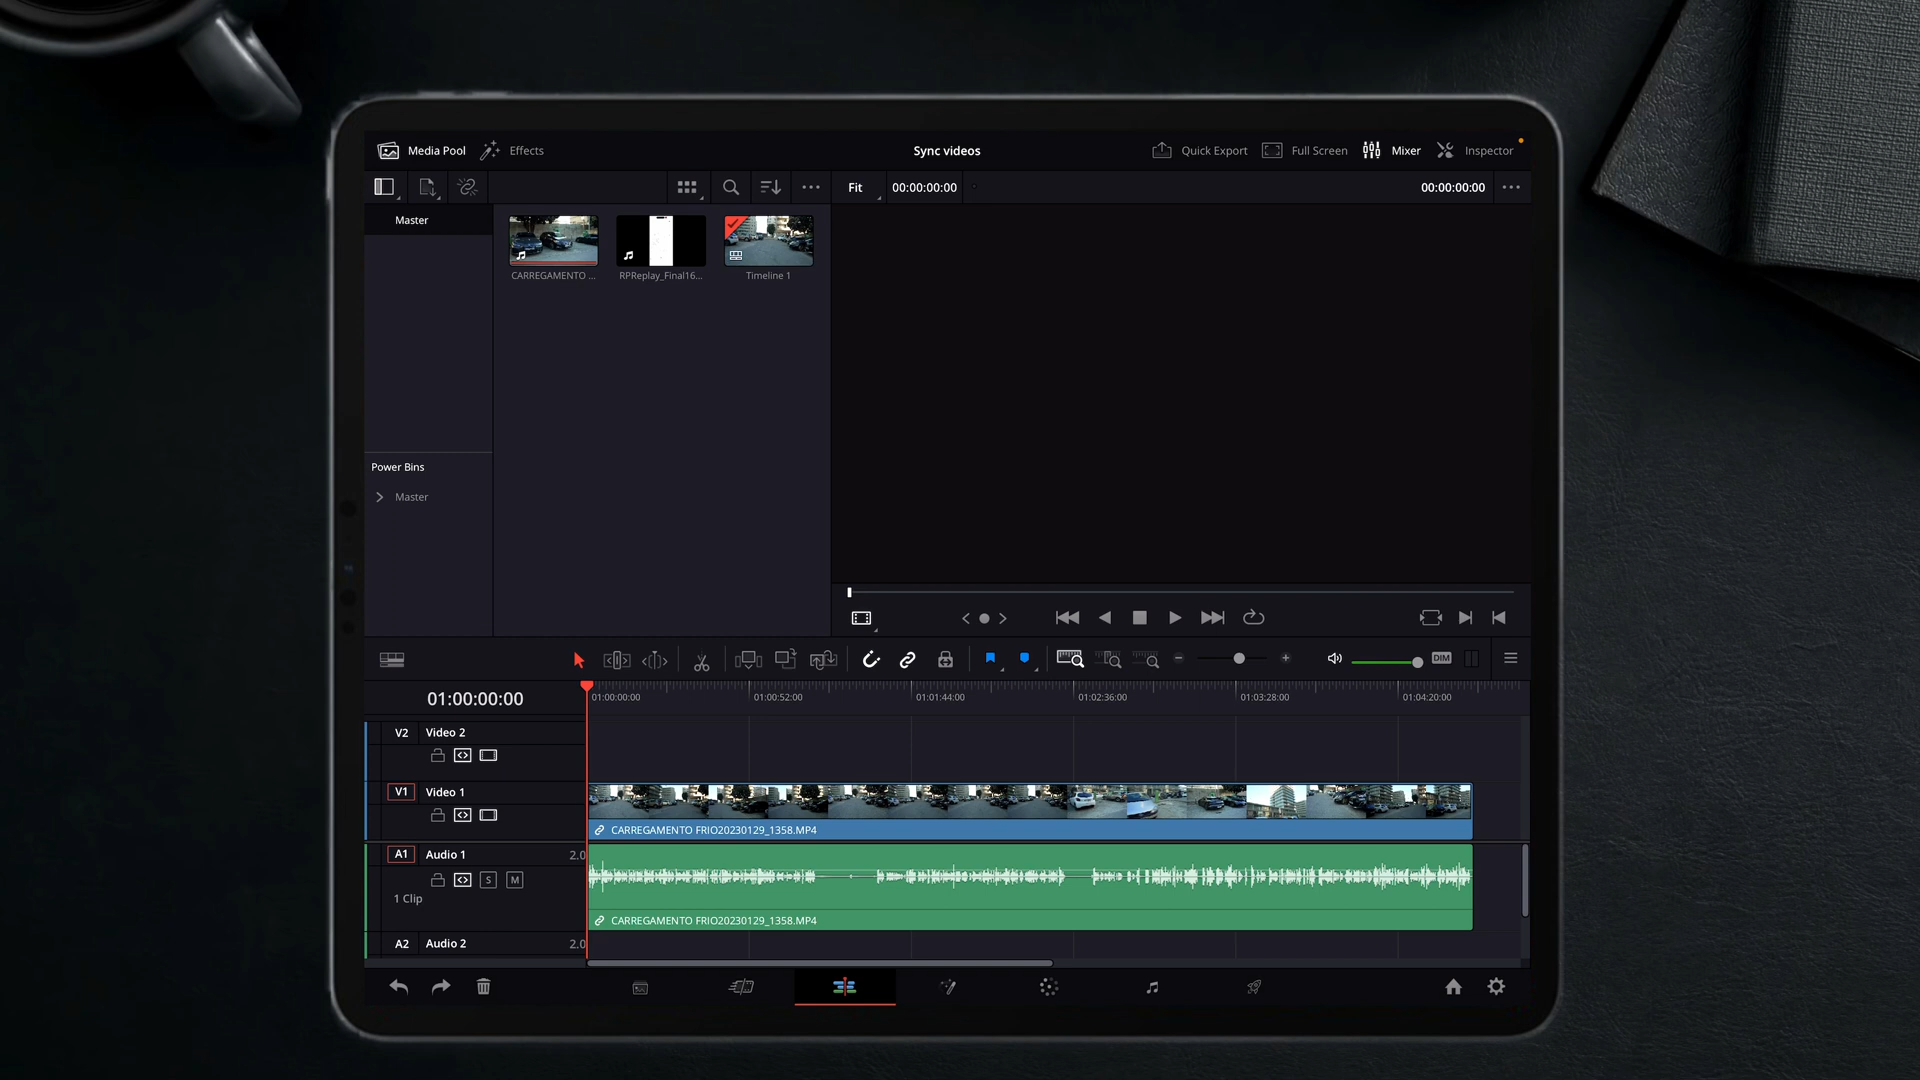 Media Pool
Effects
Sync videos
Quick Export
Full Screen
Mixer
Inspector
Fit
00:00:00:00
00:00:00:00
Master
CARREGAMENTO ...
RPReplay_Final16...
Timeline 1
Power Bins
Master
DIM
01:00:00:00
01:00:00:00
01:00:52:00
01:01:44:00
01:02:36:00
01:03:28:00
01:04:20:00
V2 Video 2
V1 Video 1
CARREGAMENTO FRIO20230129_1358.MP4
A1 Audio 1 2.0
S M
1 Clip
CARREGAMENTO FRIO20230129_1358.MP4
A2 Audio 2 2.0